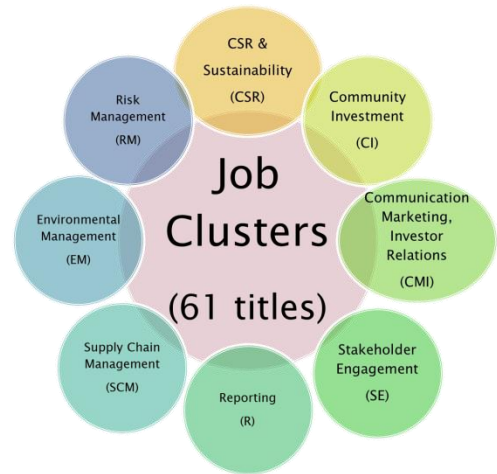 CSR &
Sustainability
(CSR)
Community
Investment
(CI)
Communication
Marketing,
Investor
Relations
(CMI)
Stakeholder
Engagement
(SE)
Reporting
(R)
Supply Chain
Management
(SCM)
Environmental
Management
(EM)
Risk
Management
(RM)
Job
Clusters
(61 titles)